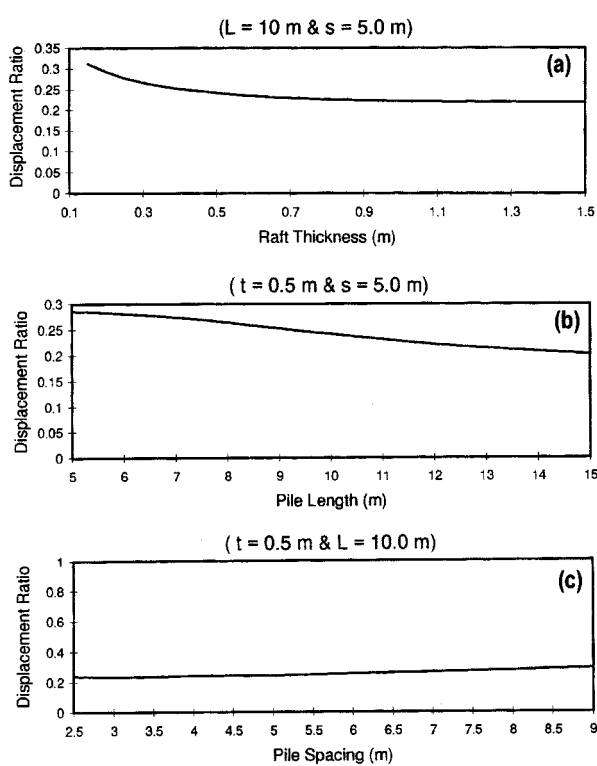 (L = 10 m & s = 5.0 m)
(a)
Displacement Ratio
0.35
0.3
0.25
0.2
0.15
0.1
0.05
0
0.1 0.3 0.5 0.7 0.9 1.1 1.3 1.5
Raft Thickness (m)
( t = 0.5 m & s = 5.0 m)
(b)
Displacement Ratio
0.3
0.25
0.2
0.15
0.1
0.05
0
5 6 7 8 9 10 11 12 13 14 15
Pile Length (m)
( t = 0.5 m & L = 10.0 m)
(c)
Displacement Ratio
1
0.8
0.6
0.4
0.2
0
2.5 3 3.5 4 4.5 5 5.5 6 6.5 7 7.5 8 8.5 9
Pile Spacing (m)